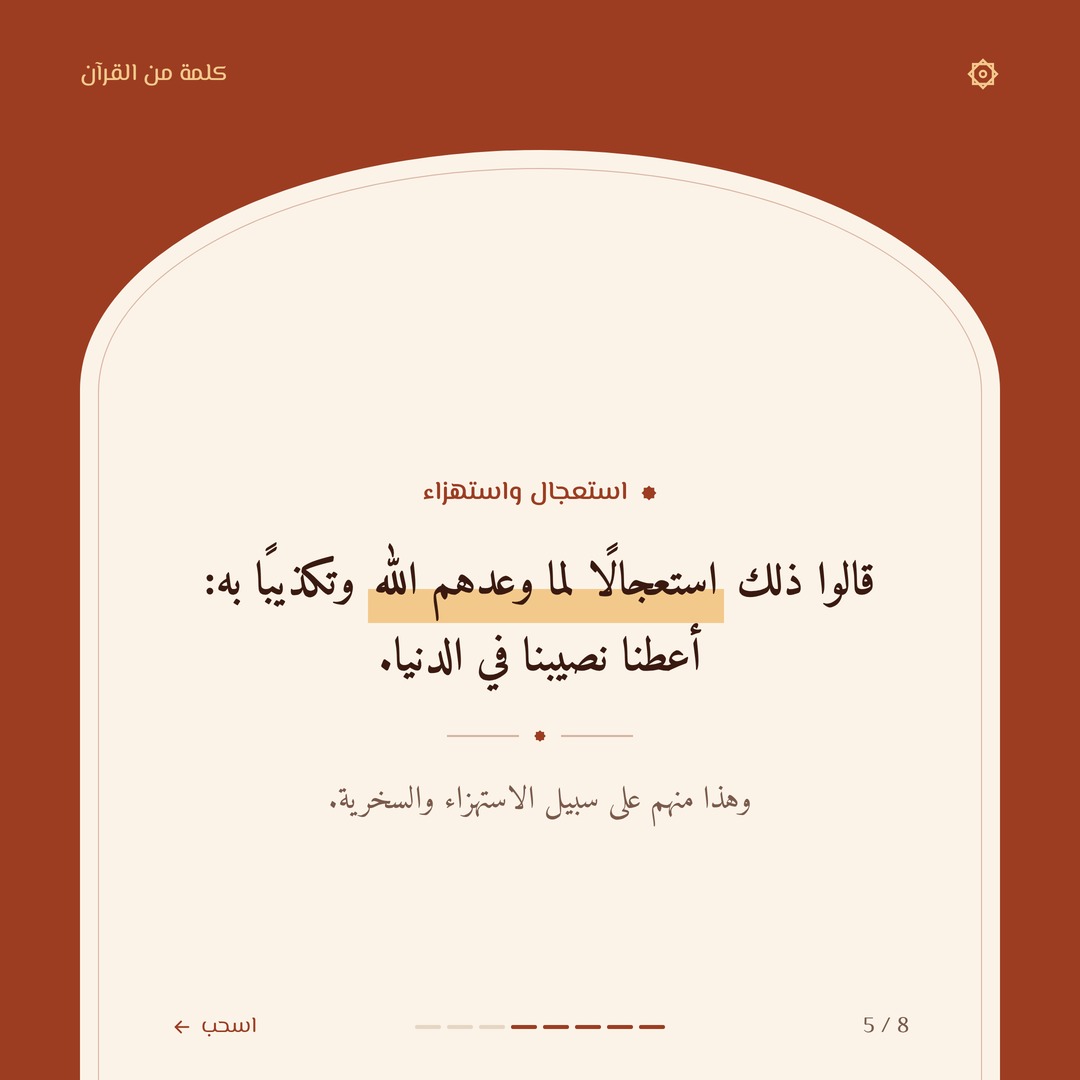 كلمة من القرآن
استعجال واستهزاء
قالوا ذلك استعجالًا لما وعدهم الله وتكذيبًا به:
أعطنا نصيبنا في الدنيا.
وهذا منهم على سبيل الاستهزاء والسخرية.
5 / 8
اسحب ←